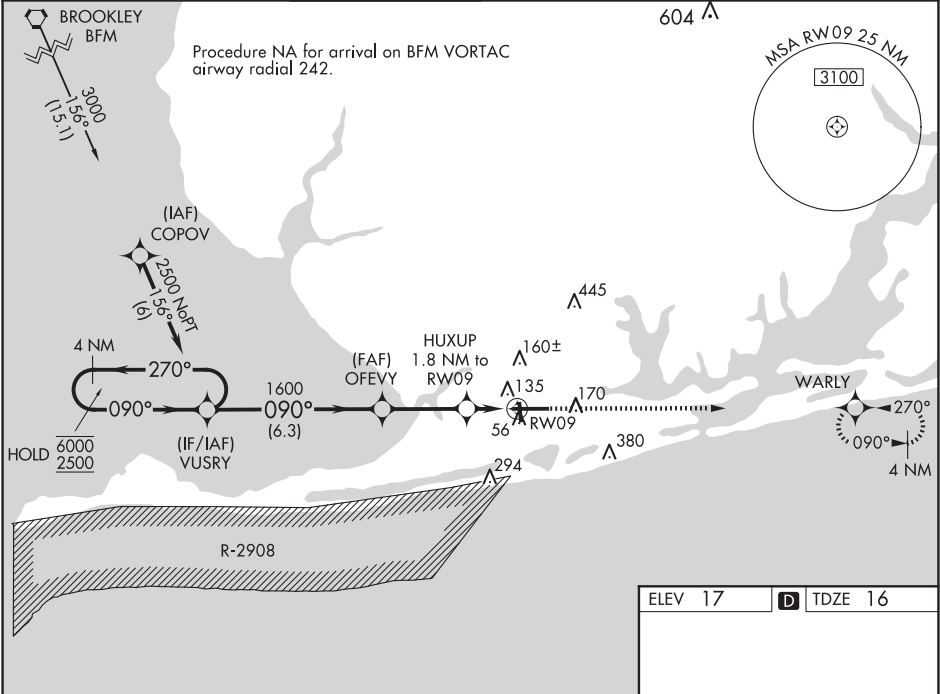 BROOKLEY
BFM
Procedure NA for arrival on BFM VORTAC
airway radial 242.
604
MSA RW09 25 NM
3100
3000
156°
(15.1)
(IAF)
COPOV
2500 NoPT
156°
(6)
445
4 NM
270°
HUXUP
1.8 NM to
RW09
160±
(FAF)
OFEVY
135
170
WARLY
090°
1600
090°
(6.3)
56
RW09
270°
090°
4 NM
HOLD
6000
2500
(IF/IAF)
VUSRY
380
294
R-2908
ELEV 17
D
TDZE 16